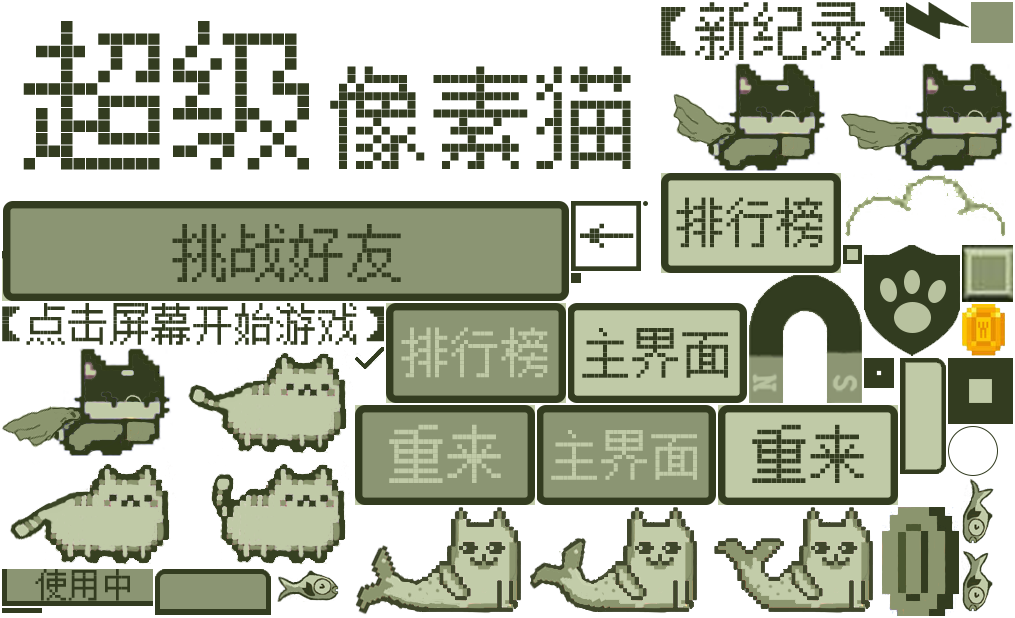 超级像素猫
【新纪录】
排行榜
挑战好友
【点击屏幕开始游戏】
排行榜
主界面
N S
重来
主界面
重来
使用中